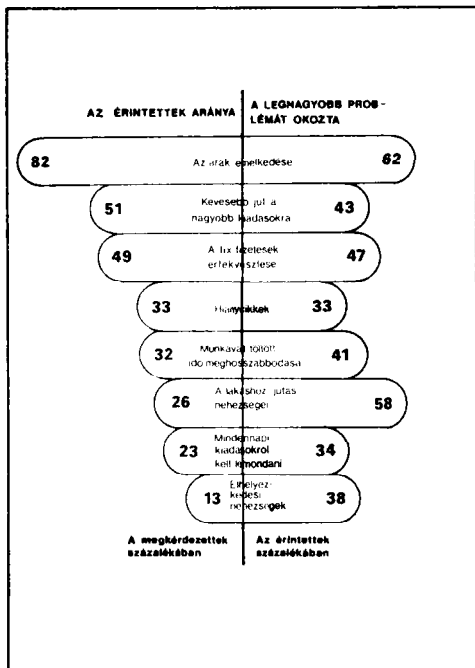 AZ ÉRINTETTEK ARÁNYA
A LEGNAGYOBB PROB-
LÉMÁT OKOZTA
82 Az árak emelkedése 62
51 Kevesebb jut a 43
nagyobb kiadásokra
49 A fix fizetések 47
értékvesztése
33 Hiánycikkek 33
32 Munkával töltött 41
idő meghosszabbodása
26 A lakáshoz jutás 58
nehézségei
23 Mindennapi 34
kiadásokról
kell lemondani
13 Elhelyez- 38
kedési
nehézségek
A megkérdezettek
százalékában
Az érintettek
százalékában